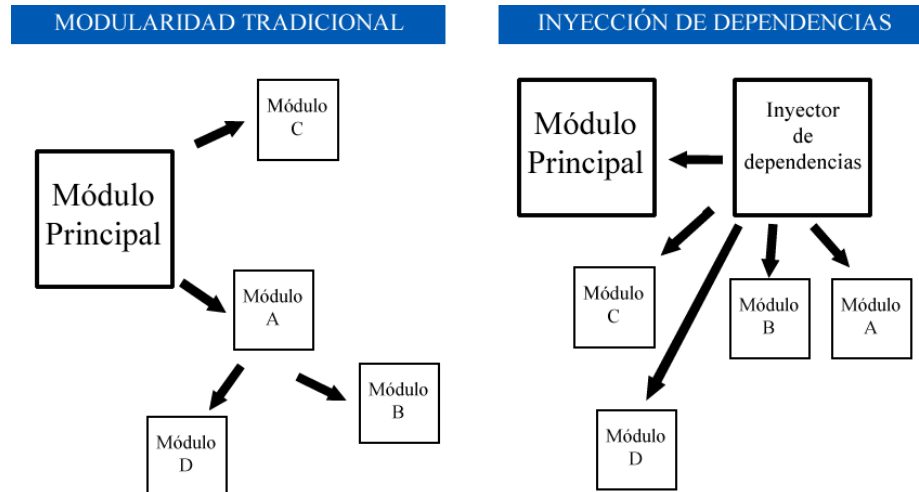 MODULARIDAD TRADICIONAL
Módulo
C
Módulo
Principal
Módulo
A
Módulo
B
Módulo
D
INYECCIÓN DE DEPENDENCIAS
Módulo
Principal
Inyector
de
dependencias
Módulo
C
Módulo
B
Módulo
A
Módulo
D